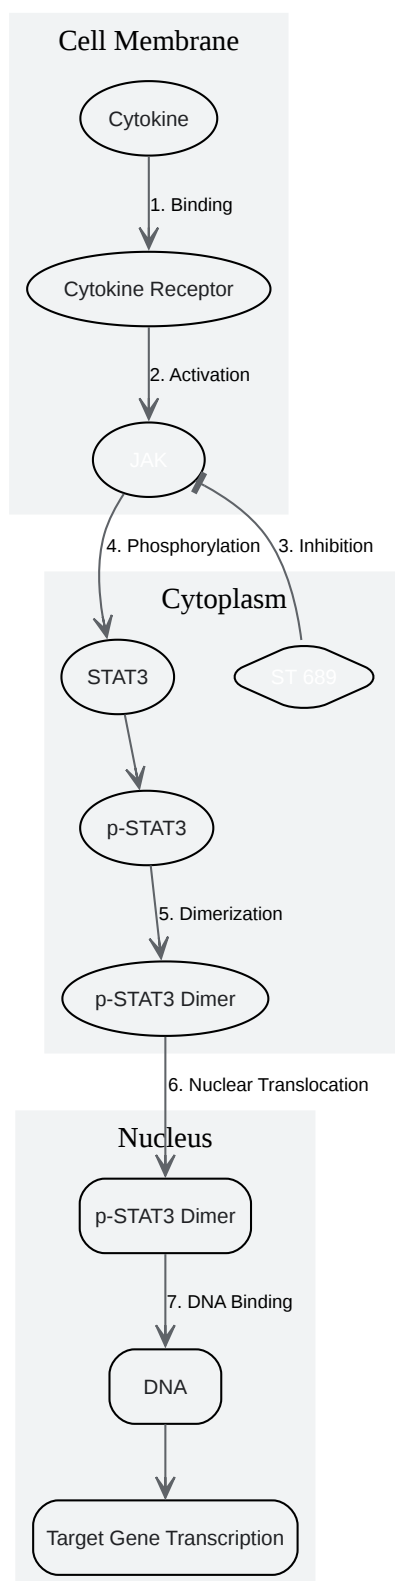 Cell Membrane
Cytokine
1. Binding
Cytokine Receptor
2. Activation
JAK
4. Phosphorylation
3. Inhibition
Cytoplasm
STAT3
ST 689
p-STAT3
5. Dimerization
p-STAT3 Dimer
6. Nuclear Translocation
Nucleus
p-STAT3 Dimer
7. DNA Binding
DNA
Target Gene Transcription